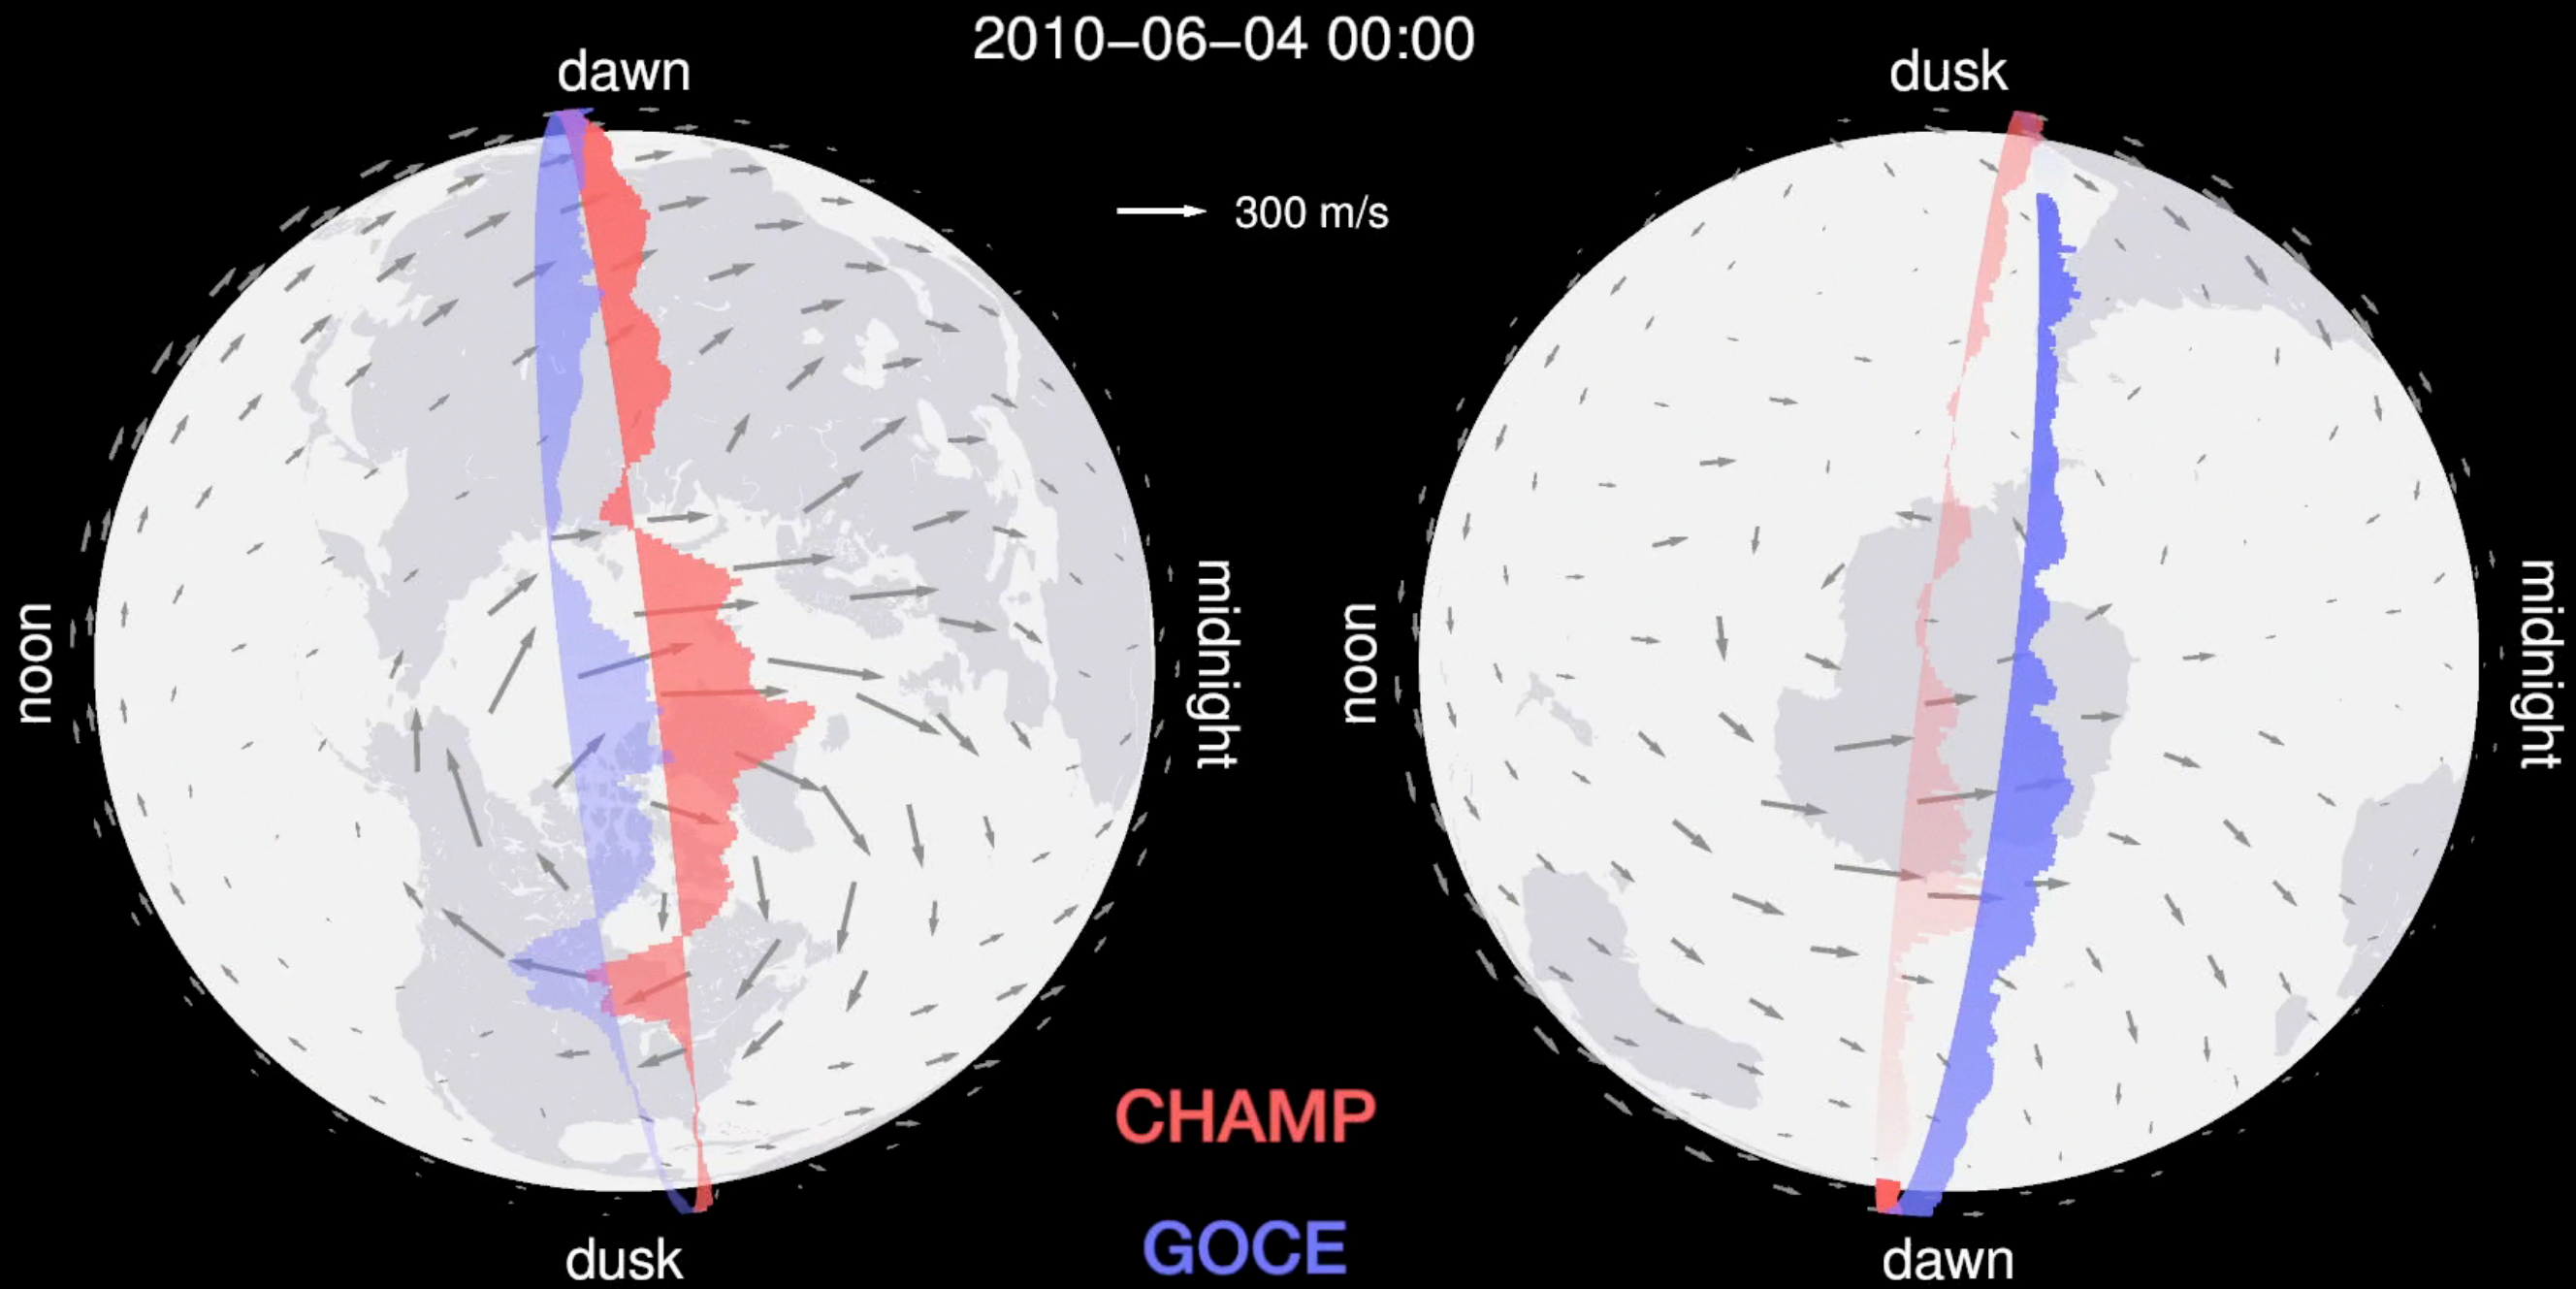 2010–06–04 00:00
dawn
dusk
300 m/s
noon
midnight
noon
midnight
CHAMP
GOCE
dusk
dawn